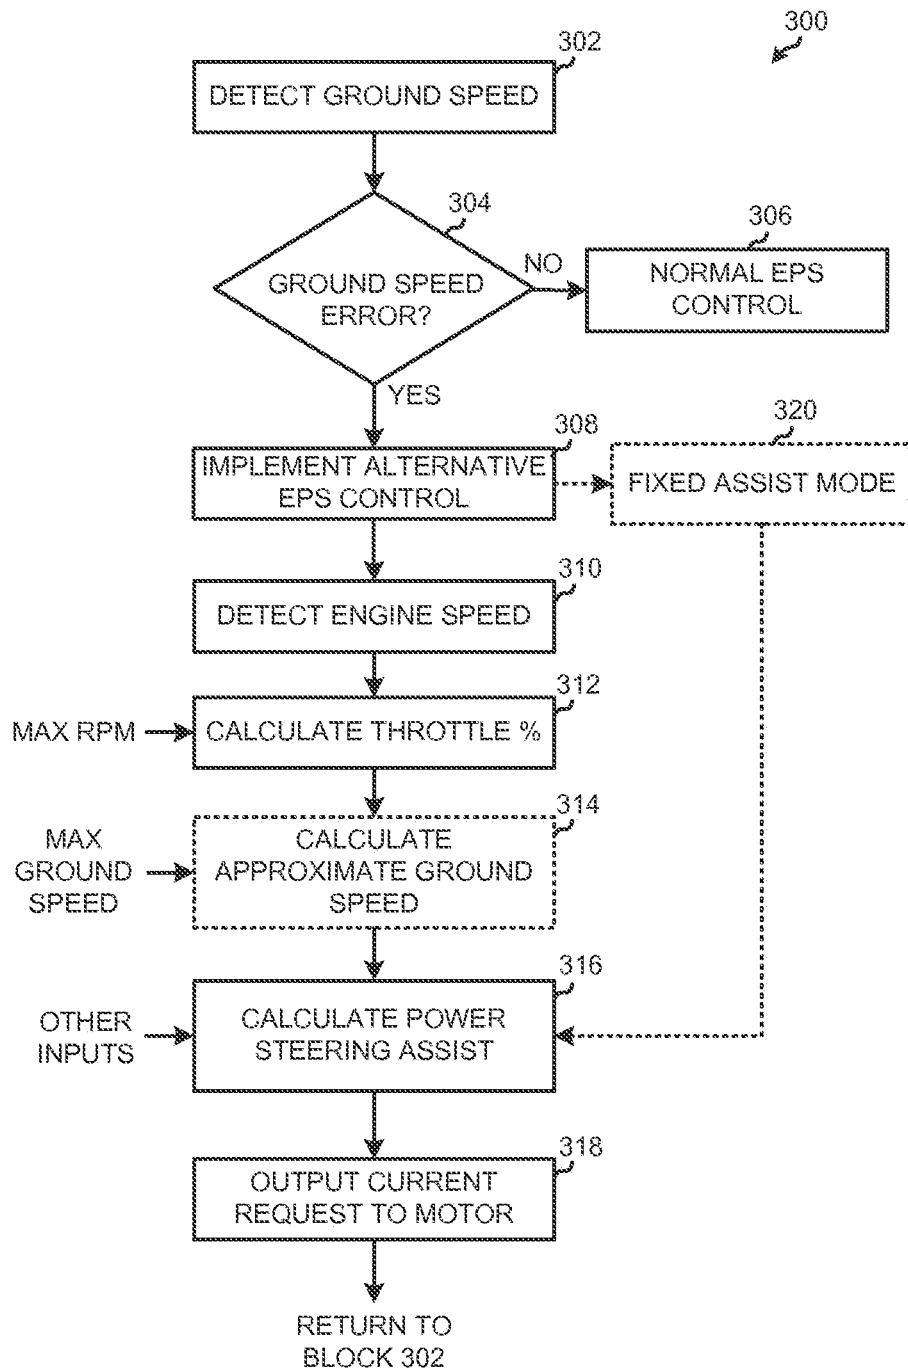 300
302
DETECT GROUND SPEED
304
GROUND SPEED
ERROR?
NO
306
NORMAL EPS
CONTROL
YES
308
IMPLEMENT ALTERNATIVE
EPS CONTROL
320
FIXED ASSIST MODE
310
DETECT ENGINE SPEED
312
MAX RPM
CALCULATE THROTTLE %
314
MAX
GROUND
SPEED
CALCULATE
APPROXIMATE GROUND
SPEED
316
OTHER
INPUTS
CALCULATE POWER
STEERING ASSIST
318
OUTPUT CURRENT
REQUEST TO MOTOR
RETURN TO
BLOCK 302